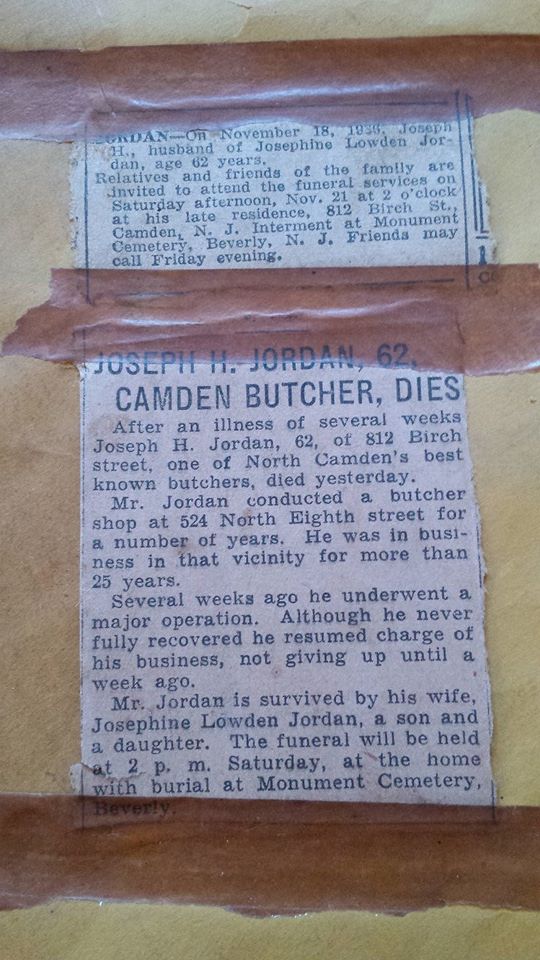 JORDAN—On November 18, 1936, Joseph
H., husband of Josephine Lowden Jor-
dan, age 62 years.
Relatives and friends of the family are
invited to attend the funeral services on
Saturday afternoon, Nov. 21 at 2 o'clock
at his late residence, 812 Birch St.,
Camden, N. J. Interment at Monument
Cemetery, Beverly, N. J. Friends may
call Friday evening.
JOSEPH H. JORDAN, 62,
CAMDEN BUTCHER, DIES
After an illness of several weeks
Joseph H. Jordan, 62, of 812 Birch
street, one of North Camden's best
known butchers, died yesterday.
Mr. Jordan conducted a butcher
shop at 524 North Eighth street for
a number of years. He was in busi-
ness in that vicinity for more than
25 years.
Several weeks ago he underwent a
major operation. Although he never
fully recovered he resumed charge of
his business, not giving up until a
week ago.
Mr. Jordan is survived by his wife,
Josephine Lowden Jordan, a son and
a daughter. The funeral will be held
at 2 p. m. Saturday, at the home
with burial at Monument Cemetery,
Beverly.